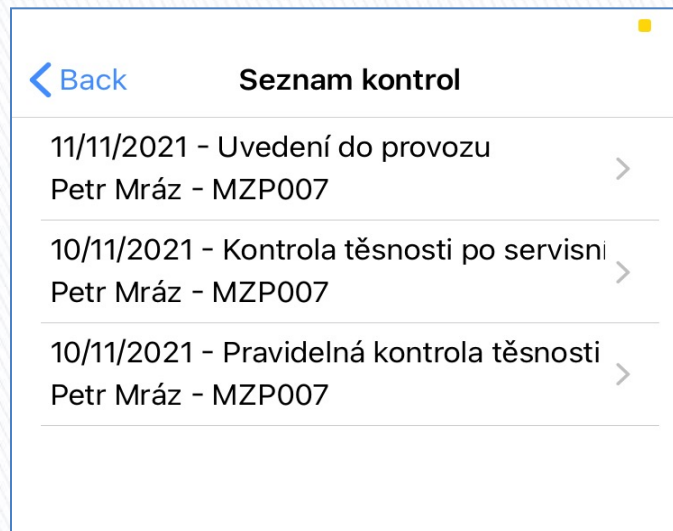 Back
Seznam kontrol
11/11/2021 - Uvedení do provozu
Petr Mráz - MZP007
10/11/2021 - Kontrola těsnosti po servisní
Petr Mráz - MZP007
10/11/2021 - Pravidelná kontrola těsnosti
Petr Mráz - MZP007